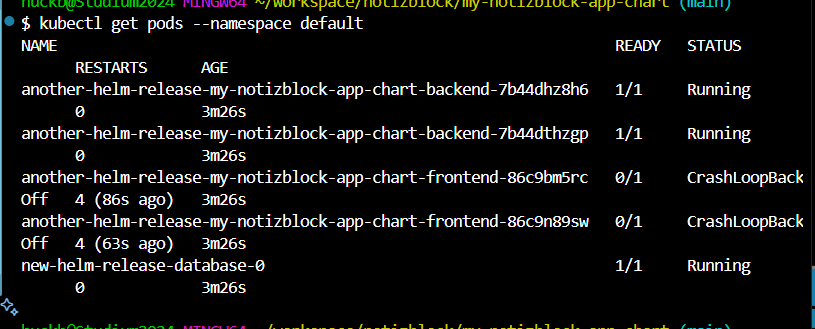 huckb@Studium2024 MINGW64 ~/workspace/notizblock/my-notizblock-app-chart (main)
$ kubectl get pods --namespace default
NAME READY STATUS
RESTARTS AGE
another-helm-release-my-notizblock-app-chart-backend-7b44dhz8h6 1/1 Running
0 3m26s
another-helm-release-my-notizblock-app-chart-backend-7b44dthzgp 1/1 Running
0 3m26s
another-helm-release-my-notizblock-app-chart-frontend-86c9bm5rc 0/1 CrashLoopBack
Off 4 (86s ago) 3m26s
another-helm-release-my-notizblock-app-chart-frontend-86c9n89sw 0/1 CrashLoopBack
Off 4 (63s ago) 3m26s
new-helm-release-database-0 1/1 Running
0 3m26s
huckb@Studium2024 MINGW64 ~/workspace/notizblock/my-notizblock-app-chart (main)